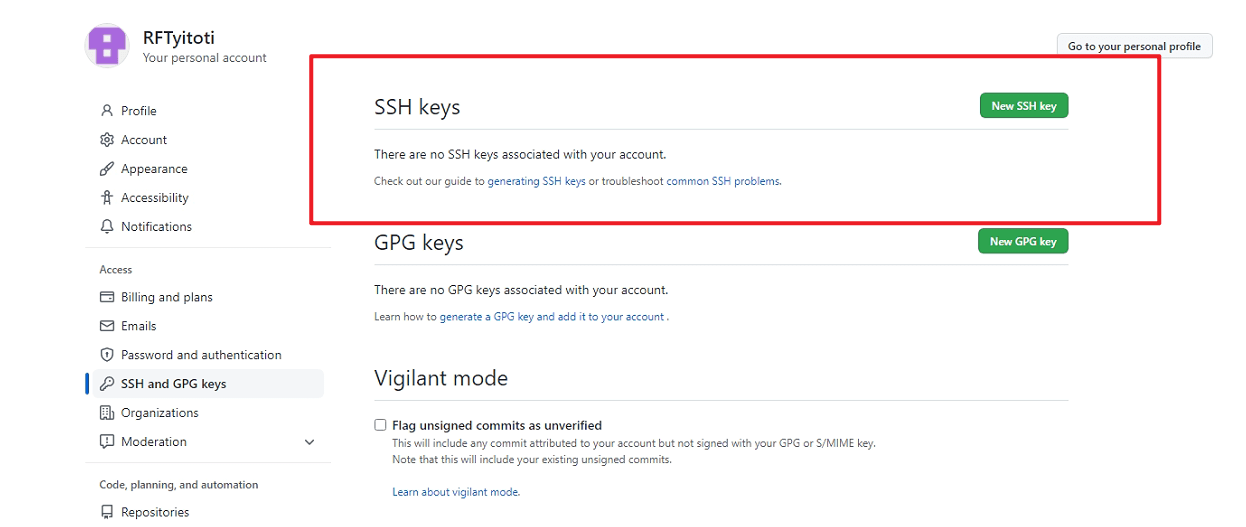 RFTyitoti
Your personal account
Go to your personal profile
Profile
Account
Appearance
Accessibility
Notifications
Access
Billing and plans
Emails
Password and authentication
SSH and GPG keys
Organizations
Moderation
Code, planning, and automation
Repositories
SSH keys
New SSH key
There are no SSH keys associated with your account.
Check out our guide to generating SSH keys or troubleshoot common SSH problems.
GPG keys
New GPG key
There are no GPG keys associated with your account.
Learn how to generate a GPG key and add it to your account .
Vigilant mode
Flag unsigned commits as unverified
This will include any commit attributed to your account but not signed with your GPG or S/MIME key.
Note that this will include your existing unsigned commits.
Learn about vigilant mode.